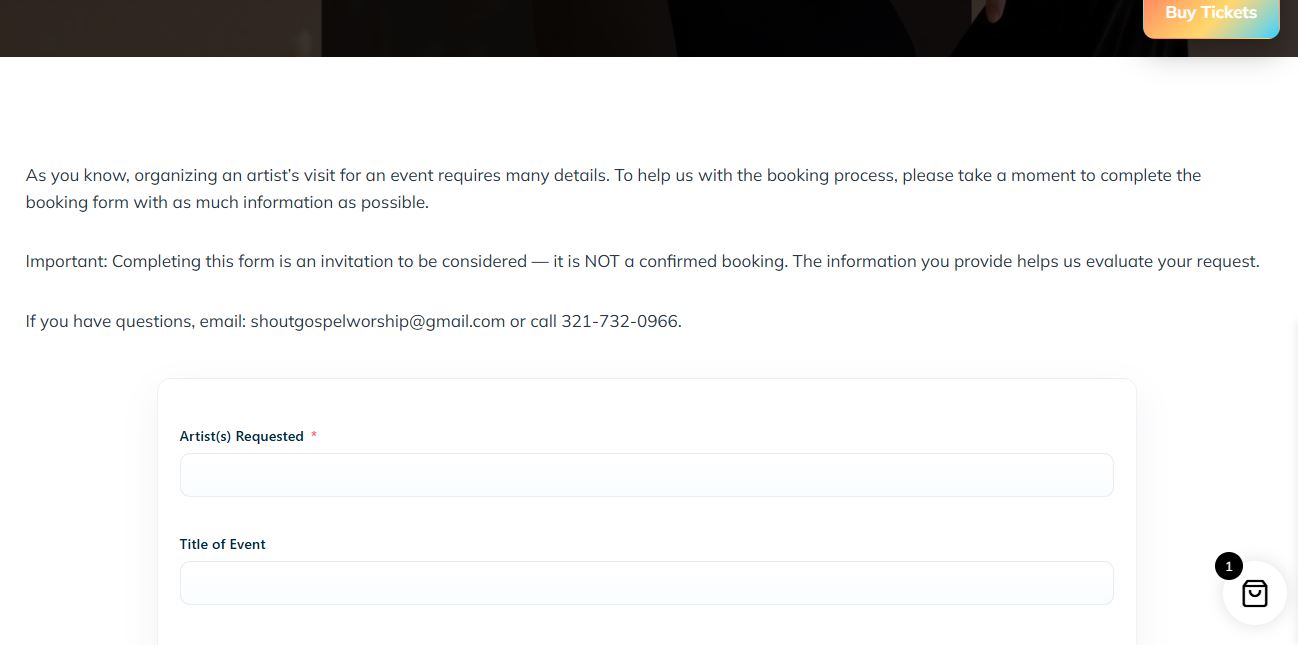 Buy Tickets
As you know, organizing an artist’s visit for an event requires many details. To help us with the booking process, please take a moment to complete the
booking form with as much information as possible.
Important: Completing this form is an invitation to be considered — it is NOT a confirmed booking. The information you provide helps us evaluate your request.
If you have questions, email: shoutgospelworship@gmail.com or call 321-732-0966.
Artist(s) Requested *
Title of Event
1